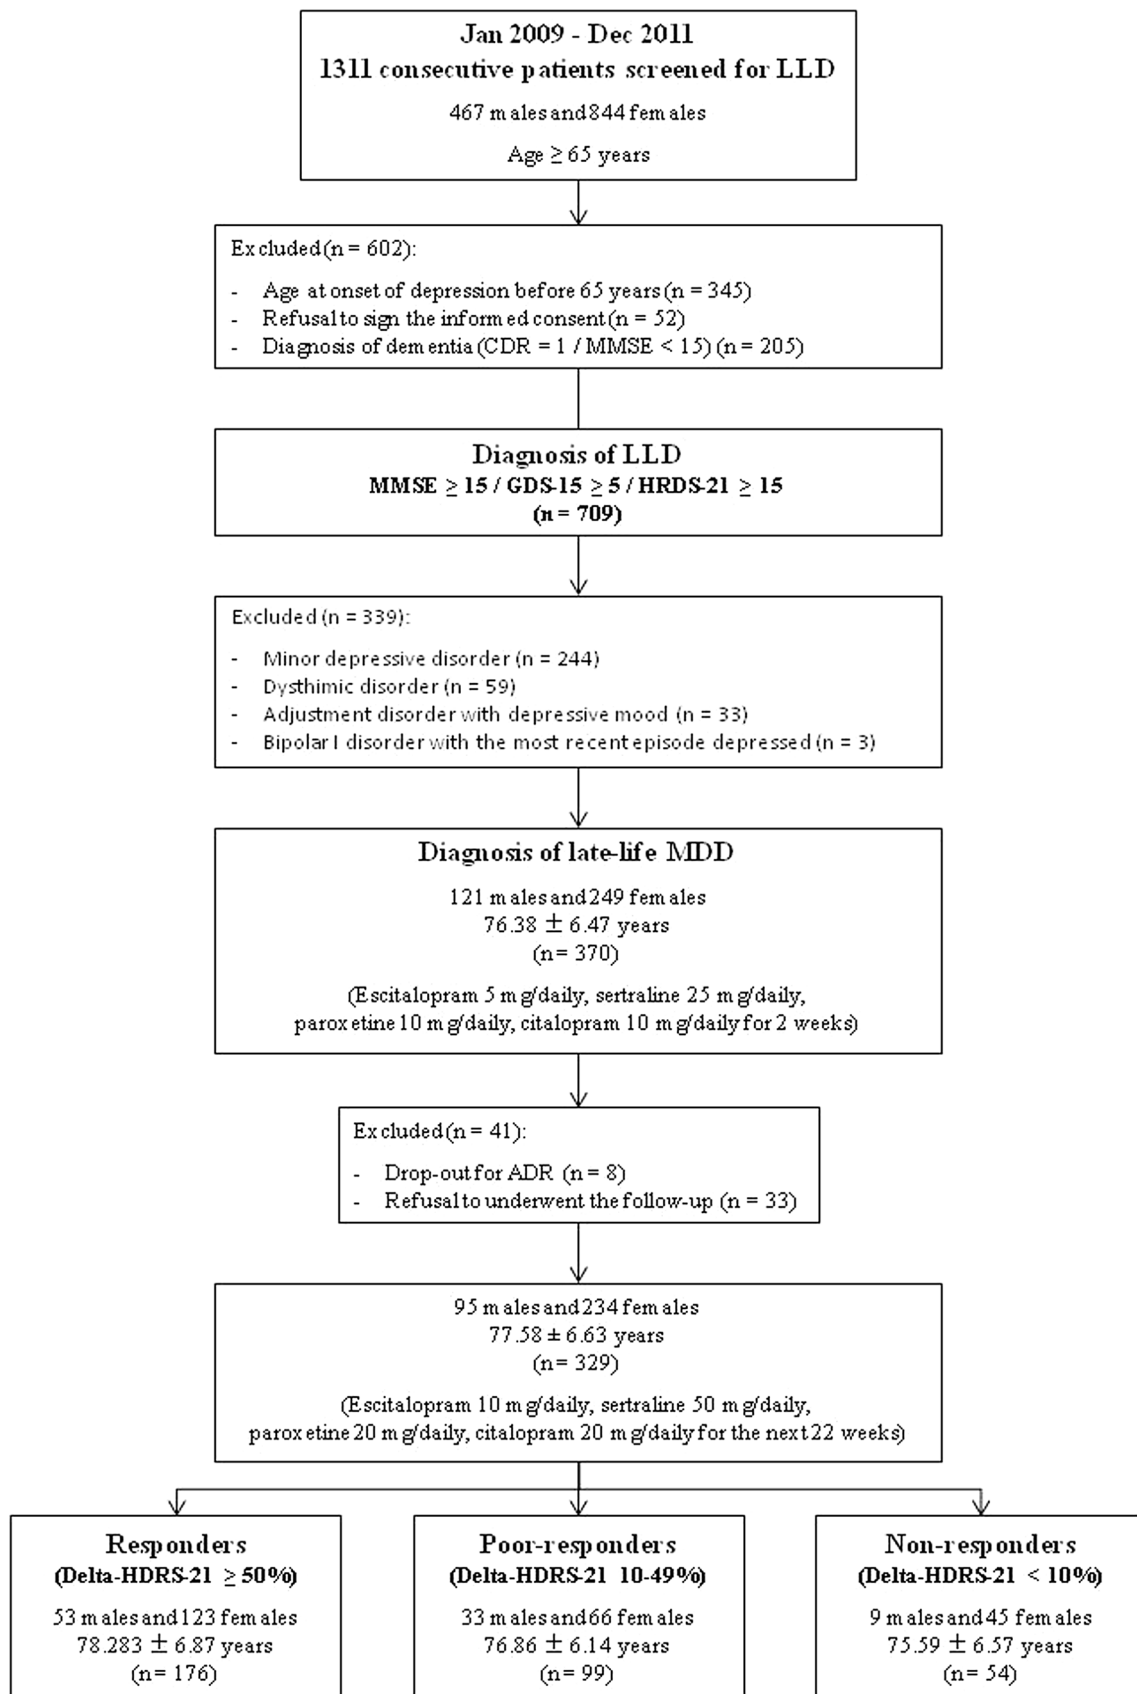 Jan 2009 - Dec 2011
1311 consecutive patients screened for LLD
467 males and 844 females
Age ≥ 65 years
Excluded (n = 602):
- Age at onset of depression before 65 years (n = 345)
- Refusal to sign the informed consent (n = 52)
- Diagnosis of dementia (CDR = 1 / MMSE < 15) (n = 205)
Diagnosis of LLD
MMSE ≥ 15 / GDS-15 ≥ 5 / HRDS-21 ≥ 15
(n = 709)
Excluded (n = 339):
- Minor depressive disorder (n = 244)
- Dysthimic disorder (n = 59)
- Adjustment disorder with depressive mood (n = 33)
- Bipolar I disorder with the most recent episode depressed (n = 3)
Diagnosis of late-life MDD
121 males and 249 females
76.38 ± 6.47 years
(n = 370)
(Escitalopram 5 mg/daily, sertraline 25 mg/daily,
paroxetine 10 mg/daily, citalopram 10 mg/daily for 2 weeks)
Excluded (n = 41):
- Drop-out for ADR (n = 8)
- Refusal to underwent the follow-up (n = 33)
95 males and 234 females
77.58 ± 6.63 years
(n = 329)
(Escitalopram 10 mg/daily, sertraline 50 mg/daily,
paroxetine 20 mg/daily, citalopram 20 mg/daily for the next 22 weeks)
Responders
(Delta-HDRS-21 ≥ 50%)
53 males and 123 females
78.283 ± 6.87 years
(n = 176)
Poor-responders
(Delta-HDRS-21 10-49%)
33 males and 66 females
76.86 ± 6.14 years
(n = 99)
Non-responders
(Delta-HDRS-21 < 10%)
9 males and 45 females
75.59 ± 6.57 years
(n = 54)